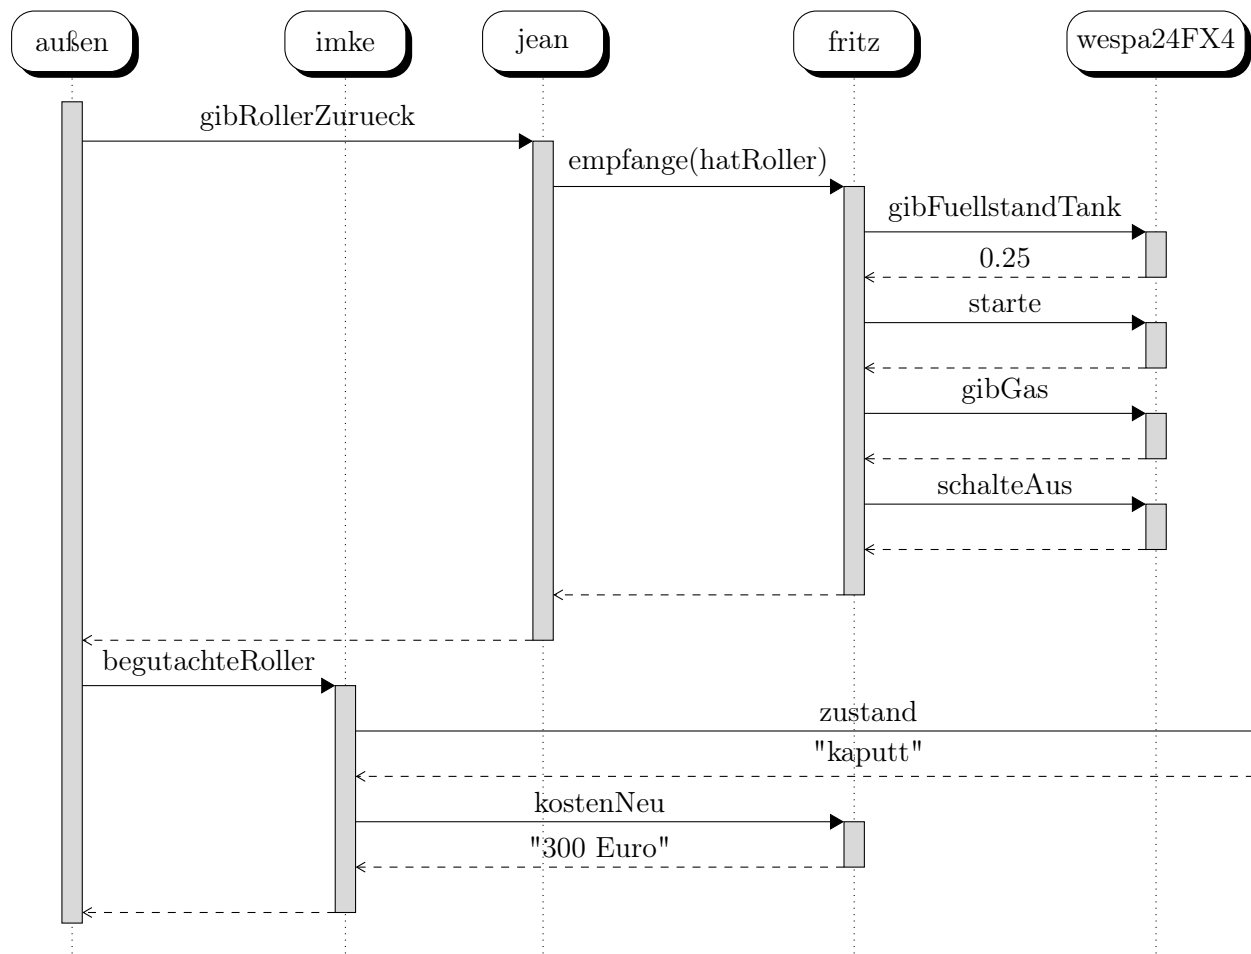 außen
imke
jean
fritz
wespa24FX4
gibRollerZurueck
empfange(hatRoller)
gibFuellstandTank
0.25
starte
gibGas
schalteAus
begutachteRoller
zustand
"kaputt"
kostenNeu
"300 Euro"